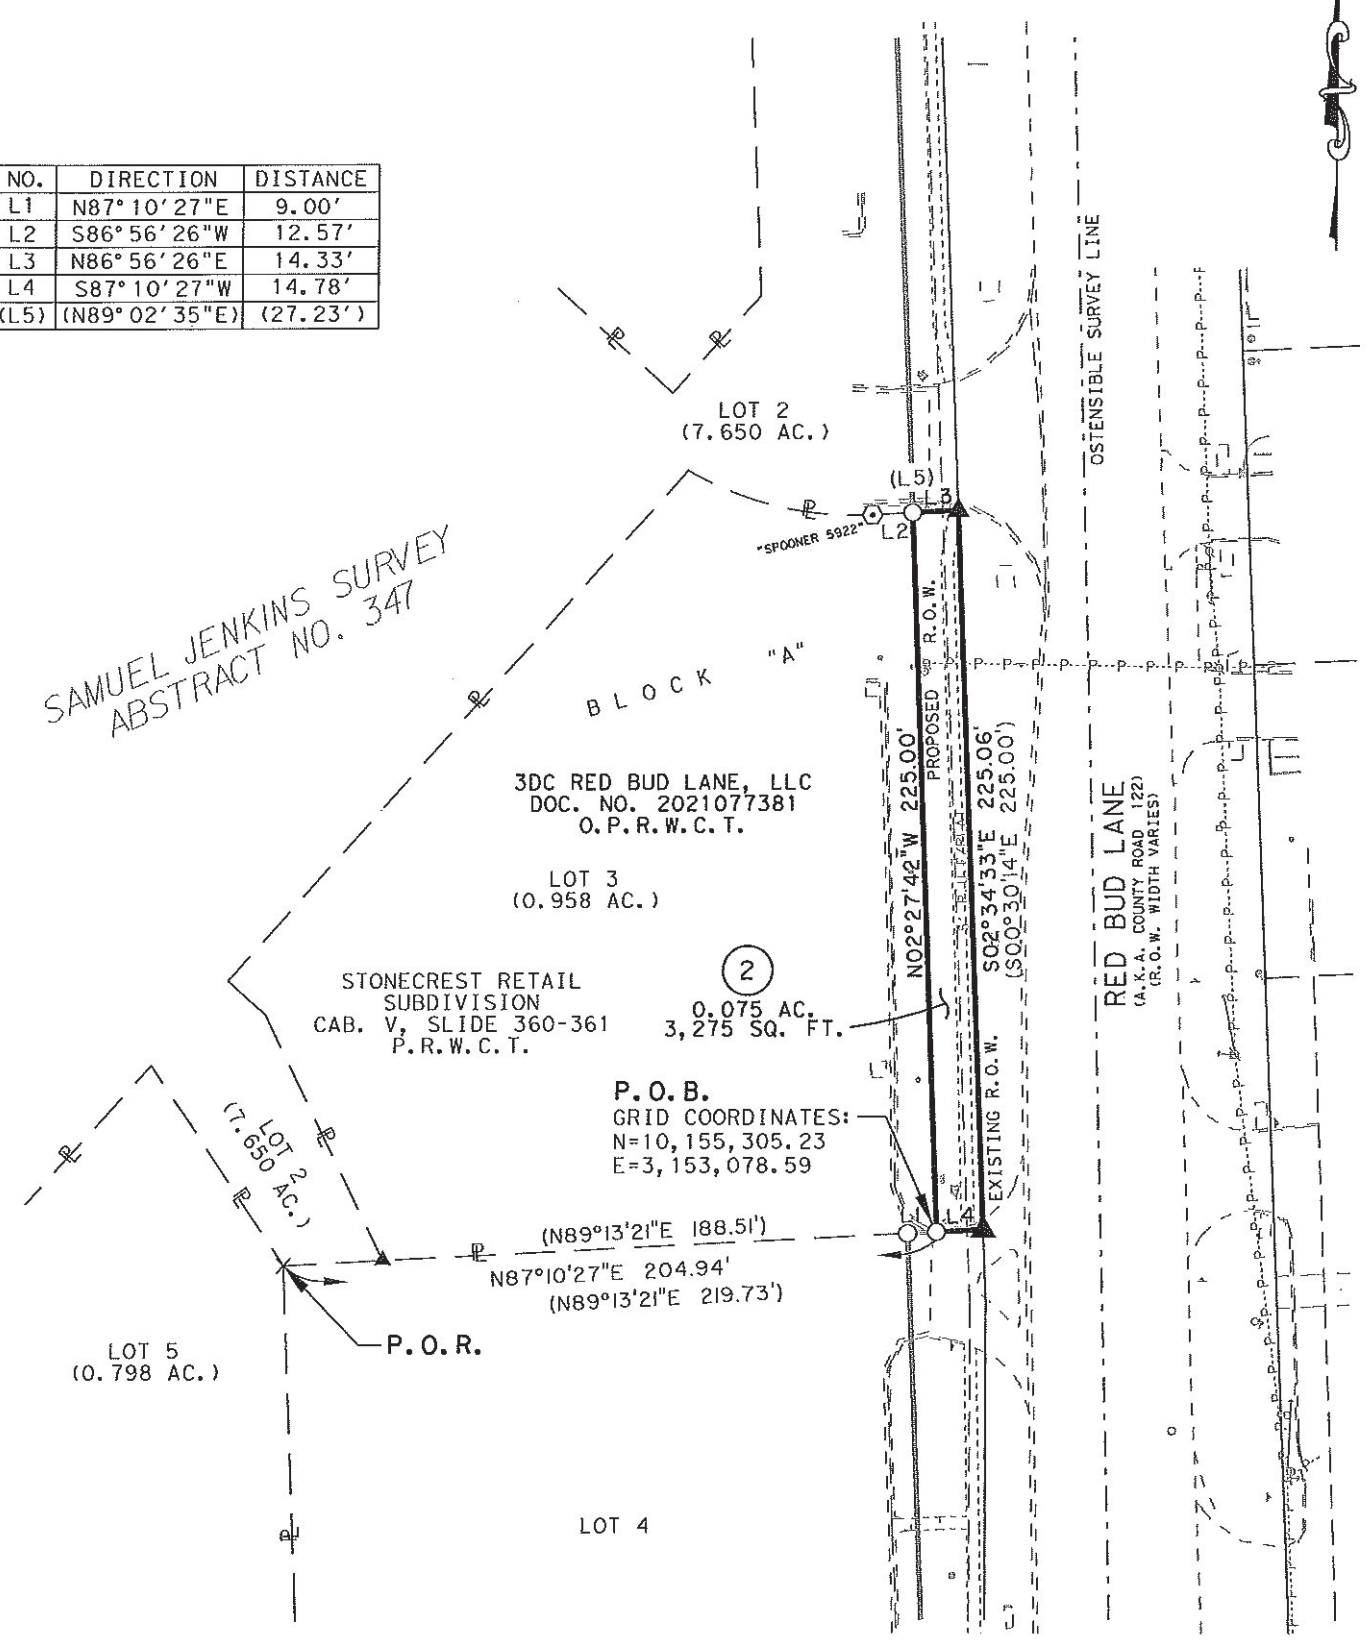 NO. DIRECTION DISTANCE
L1 N87°10'27"E 9.00'
L2 S86°56'26"W 12.57'
L3 N86°56'26"E 14.33'
L4 S87°10'27"W 14.78'
(L5) (N89°02'35"E) (27.23')
LOT 2
(7.650 AC.)
(L5)
L3
L2
"SPOONER 5922"
SAMUEL JENKINS SURVEY
ABSTRACT NO. 347
BLOCK "A"
3DC RED BUD LANE, LLC
DOC. NO. 2021077381
O.P.R.W.C.T.
LOT 3
(0.958 AC.)
STONECREST RETAIL
SUBDIVISION
CAB. V, SLIDE 360-361
P.R.W.C.T.
2
0.075 AC.
3,275 SQ. FT.
P.O.B.
GRID COORDINATES:
N=10,155,305.23
E=3,153,078.59
N02°27'42"W 225.00'
PROPOSED R.O.W.
S02°34'33"E 225.06'
(S00°30'14"E 225.00')
EXISTING R.O.W.
OSTENSIBLE SURVEY LINE
RED BUD LANE
(A.K.A. COUNTY ROAD 122)
(R.O.W. WIDTH VARIES)
LOT 2
(7.650 AC.)
L4
(N89°13'21"E 188.51')
N87°10'27"E 204.94'
(N89°13'21"E 219.73')
P.O.R.
LOT 5
(0.798 AC.)
LOT 4